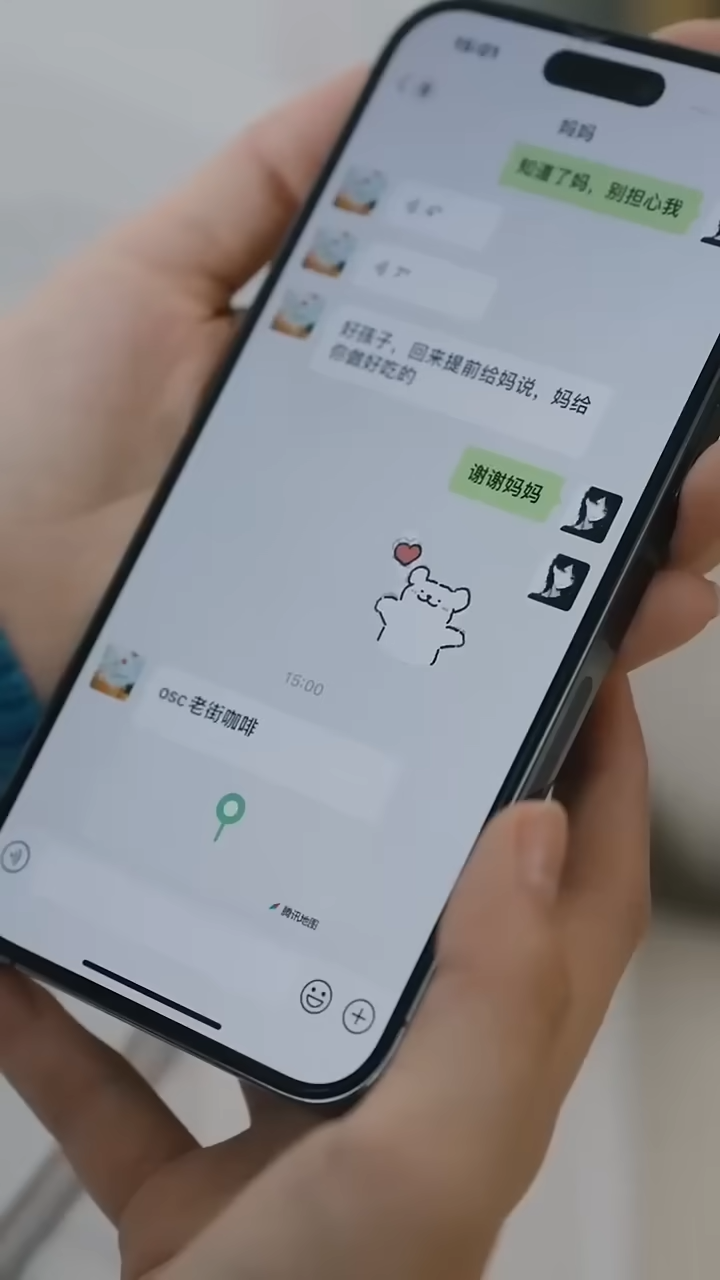 妈妈
知道了妈，别担心我
好孩子，回来提前给妈说，妈给
你做好吃的
谢谢妈妈
15:00
osc 老街咖啡
腾讯地图